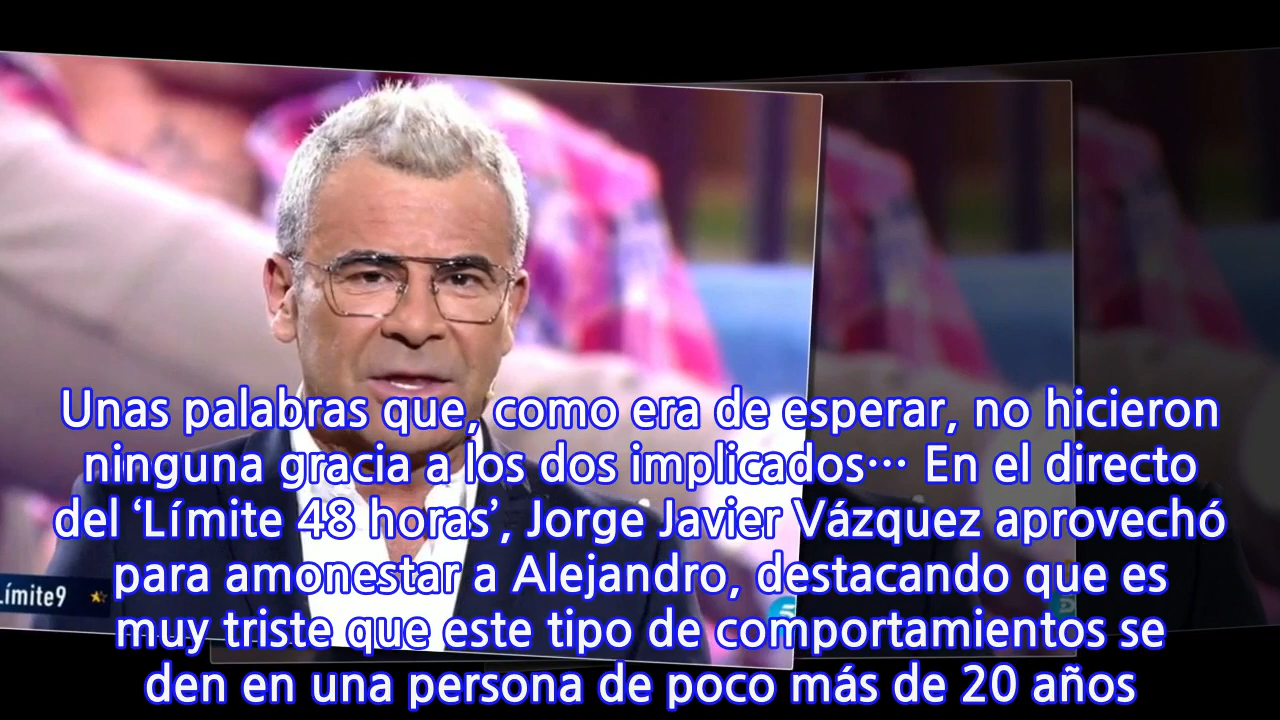 Unas palabras que, como era de esperar, no hicieron
ninguna gracia a los dos implicados… En el directo
del ‘Límite 48 horas’, Jorge Javier Vázquez aprovechó
para amonestar a Alejandro, destacando que es
Límite9
muy triste que este tipo de comportamientos se
den en una persona de poco más de 20 años